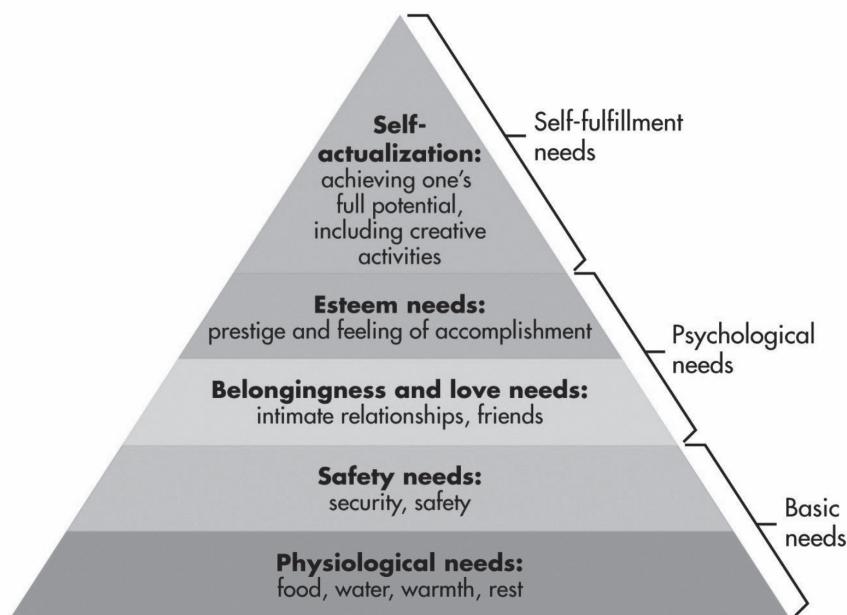 Self-
actualization:
achieving one's
full potential,
including creative
activities
Self-fulfillment
needs
Esteem needs:
prestige and feeling of accomplishment
Psychological
needs
Belongingness and love needs:
intimate relationships, friends
Safety needs:
security, safety
Basic
needs
Physiological needs:
food, water, warmth, rest